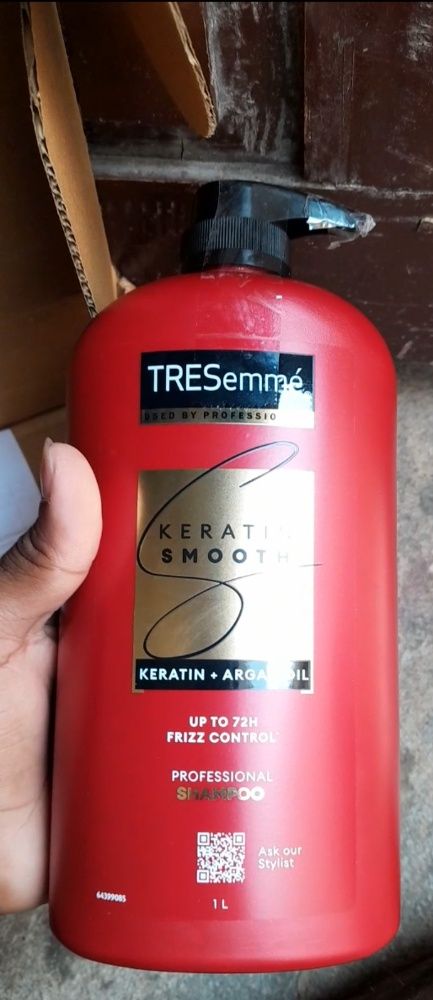 TRESemmé
USED BY PROFESSIO
KERATIN
SMOOTH
KERATIN + ARGAN OIL
UP TO 72H
FRIZZ CONTROL*
PROFESSIONAL
SHAMPOO
Ask our
Stylist
64399085
1 L